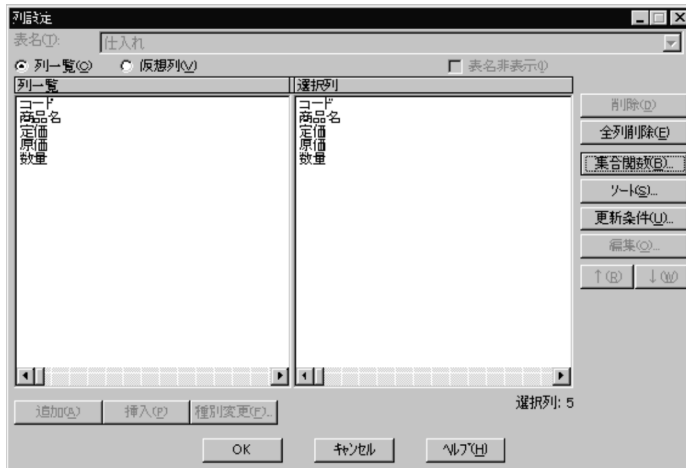 列設定
表名(T): 仕入れ
列一覧(C) 仮想列(V) 表名非表示(I)
列一覧 選択列
コード コード
商品名 商品名
定価 定価
原価 原価
数量 数量
削除(D)
全列削除(E)
集合関数(B)...
ソート(S)...
更新条件(U)...
編集(O)...
↑(R) ↓(W)
選択列: 5
追加(A) 挿入(P) 種別変更(F)...
OK キャンセル ヘルプ(H)